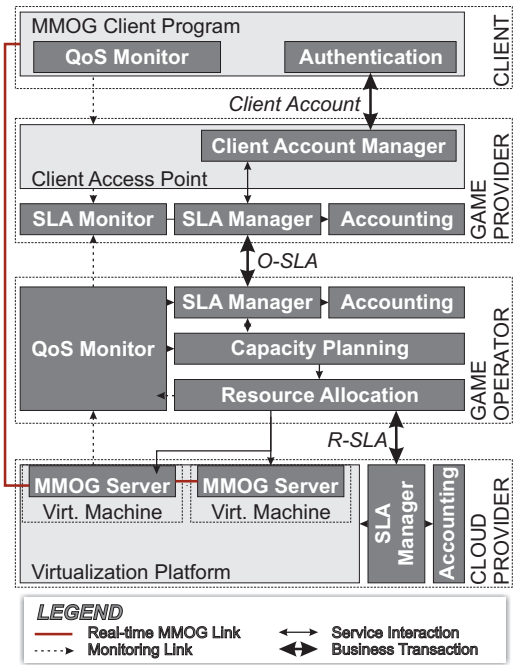 MMOG Client Program
QoS Monitor
Authentication
CLIENT
Client Account
Client Account Manager
Client Access Point
SLA Monitor
SLA Manager
Accounting
GAME
PROVIDER
O-SLA
QoS Monitor
SLA Manager
Accounting
Capacity Planning
Resource Allocation
GAME
OPERATOR
R-SLA
MMOG Server
MMOG Server
Virt. Machine
Virt. Machine
Virtualization Platform
SLA
Manager
Accounting
CLOUD
PROVIDER
LEGEND
Real-time MMOG Link
Monitoring Link
Service Interaction
Business Transaction